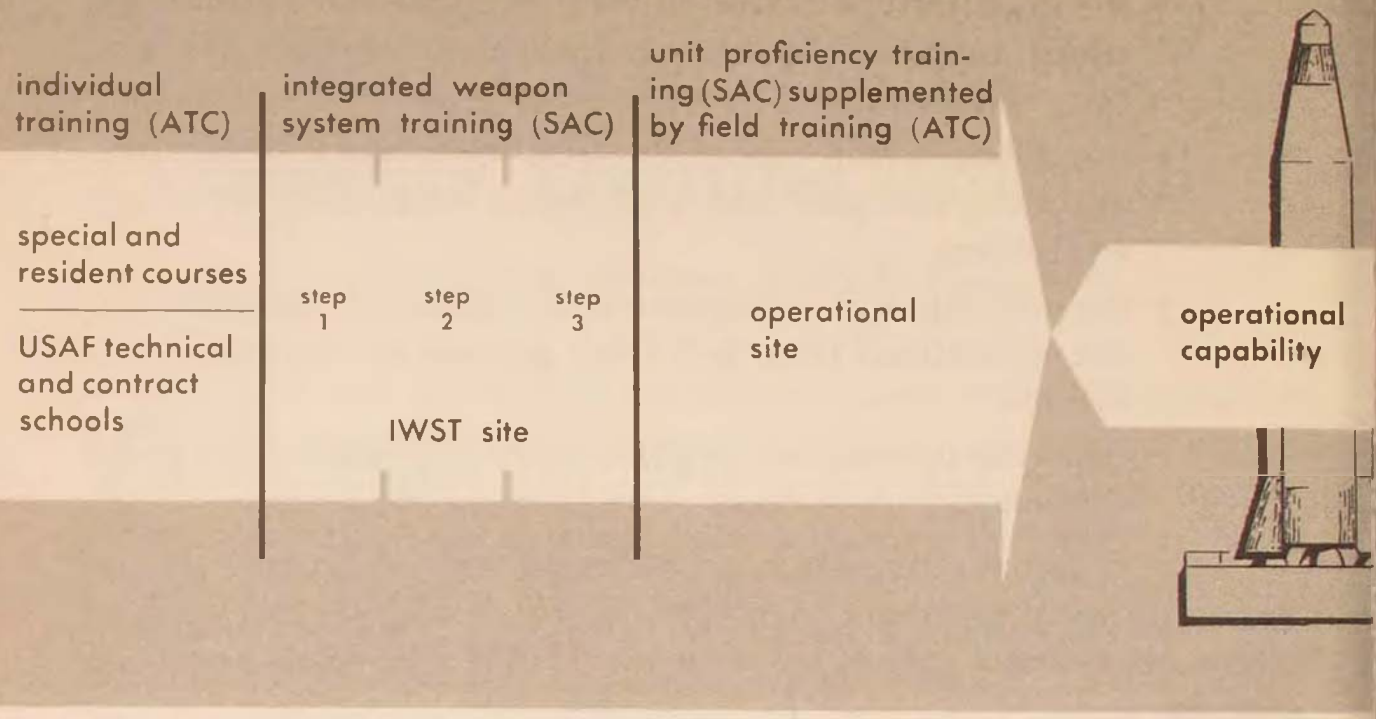 individual
training (ATC)
integrated weapon
system training (SAC)
unit proficiency train-
ing (SAC) supplemented
by field training (ATC)
special and
resident courses
USAF technical
and contract
schools
step
1
step
2
step
3
IWST site
operational
site
operational
capability